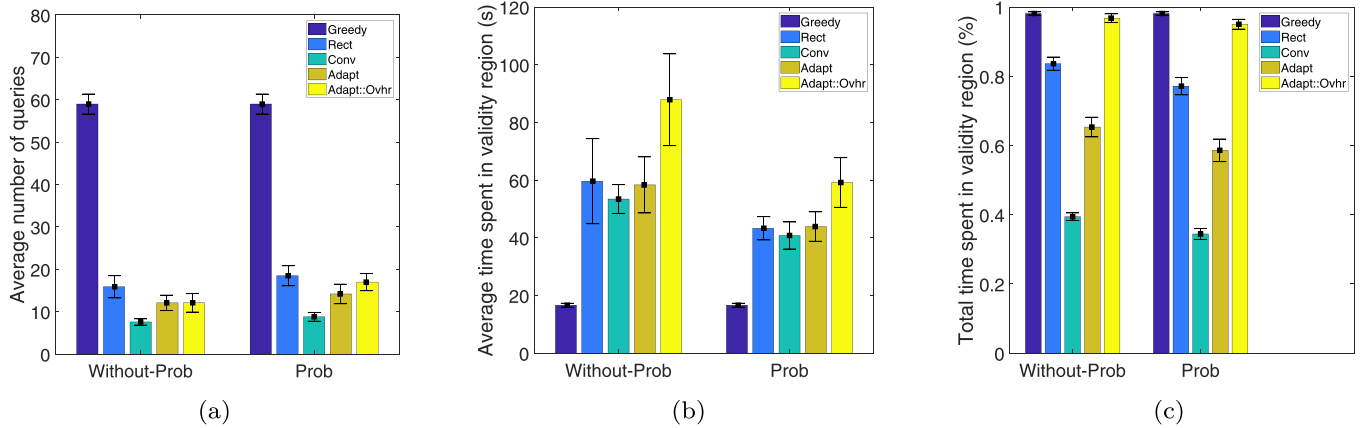 Average number of queries
80
70
60
50
40
30
20
10
0
Greedy
Rect
Conv
Adapt
Adapt::Ovhr
Without-Prob
Prob
(a)
Average time spent in validity region (s)
120
100
80
60
40
20
0
Greedy
Rect
Conv
Adapt
Adapt::Ovhr
Without-Prob
Prob
(b)
Total time spent in validity region (%)
1
0.8
0.6
0.4
0.2
0
Greedy
Rect
Conv
Adapt
Adapt::Ovhr
Without-Prob
Prob
(c)